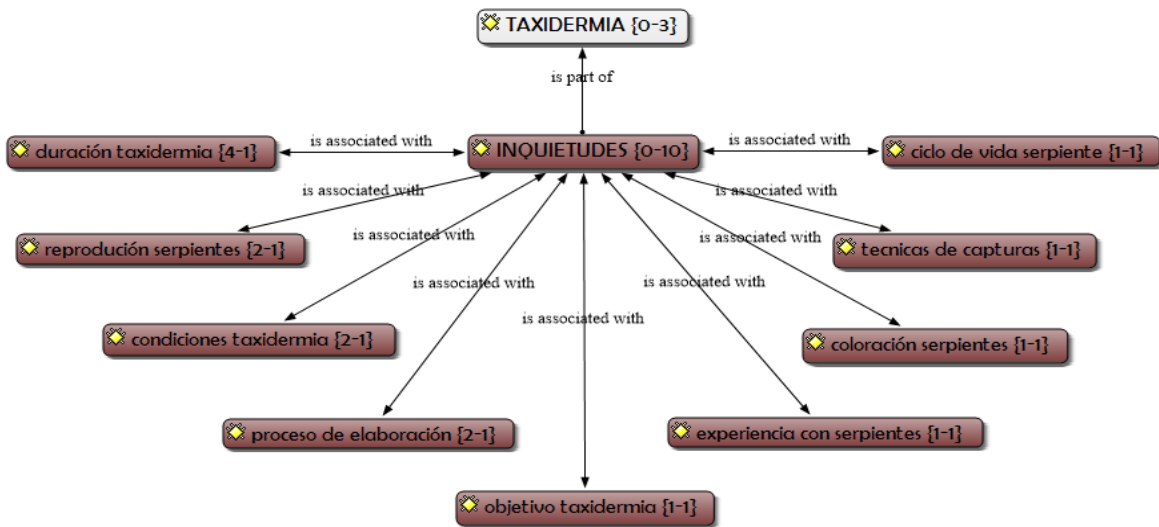 TAXIDERMIA {0-3}
is part of
INQUIETUDES {0-10}
is associated with
duración taxidermia {4-1}
is associated with
ciclo de vida serpiente {1-1}
is associated with
reprodución serpientes {2-1}
is associated with
tecnicas de capturas {1-1}
is associated with
condiciones taxidermia {2-1}
is associated with
coloración serpientes {1-1}
is associated with
proceso de elaboración {2-1}
is associated with
experiencia con serpientes {1-1}
is associated with
objetivo taxidermia {1-1}